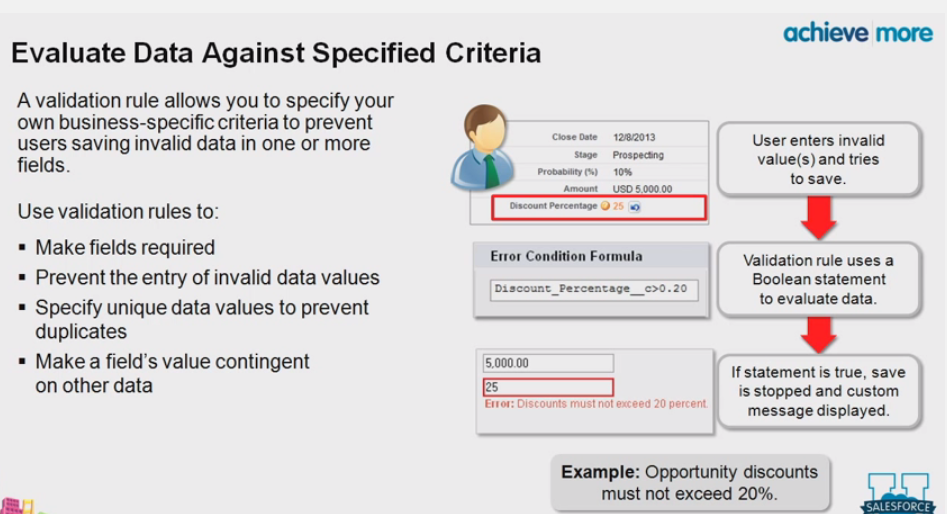 achieve more
Evaluate Data Against Specified Criteria
A validation rule allows you to specify your
own business-specific criteria to prevent
users saving invalid data in one or more
fields.
Use validation rules to:
▪ Make fields required
▪ Prevent the entry of invalid data values
▪ Specify unique data values to prevent
duplicates
▪ Make a field's value contingent
on other data
Close Date 12/8/2013
Stage Prospecting
Probability (%) 10%
Amount USD 5,000.00
Discount Percentage 25
User enters invalid
value(s) and tries
to save.
Error Condition Formula
Discount_Percentage__c>0.20
Validation rule uses a
Boolean statement
to evaluate data.
5,000.00
25
Error: Discounts must not exceed 20 percent.
If statement is true, save
is stopped and custom
message displayed.
Example: Opportunity discounts
must not exceed 20%.
SALESFORCE